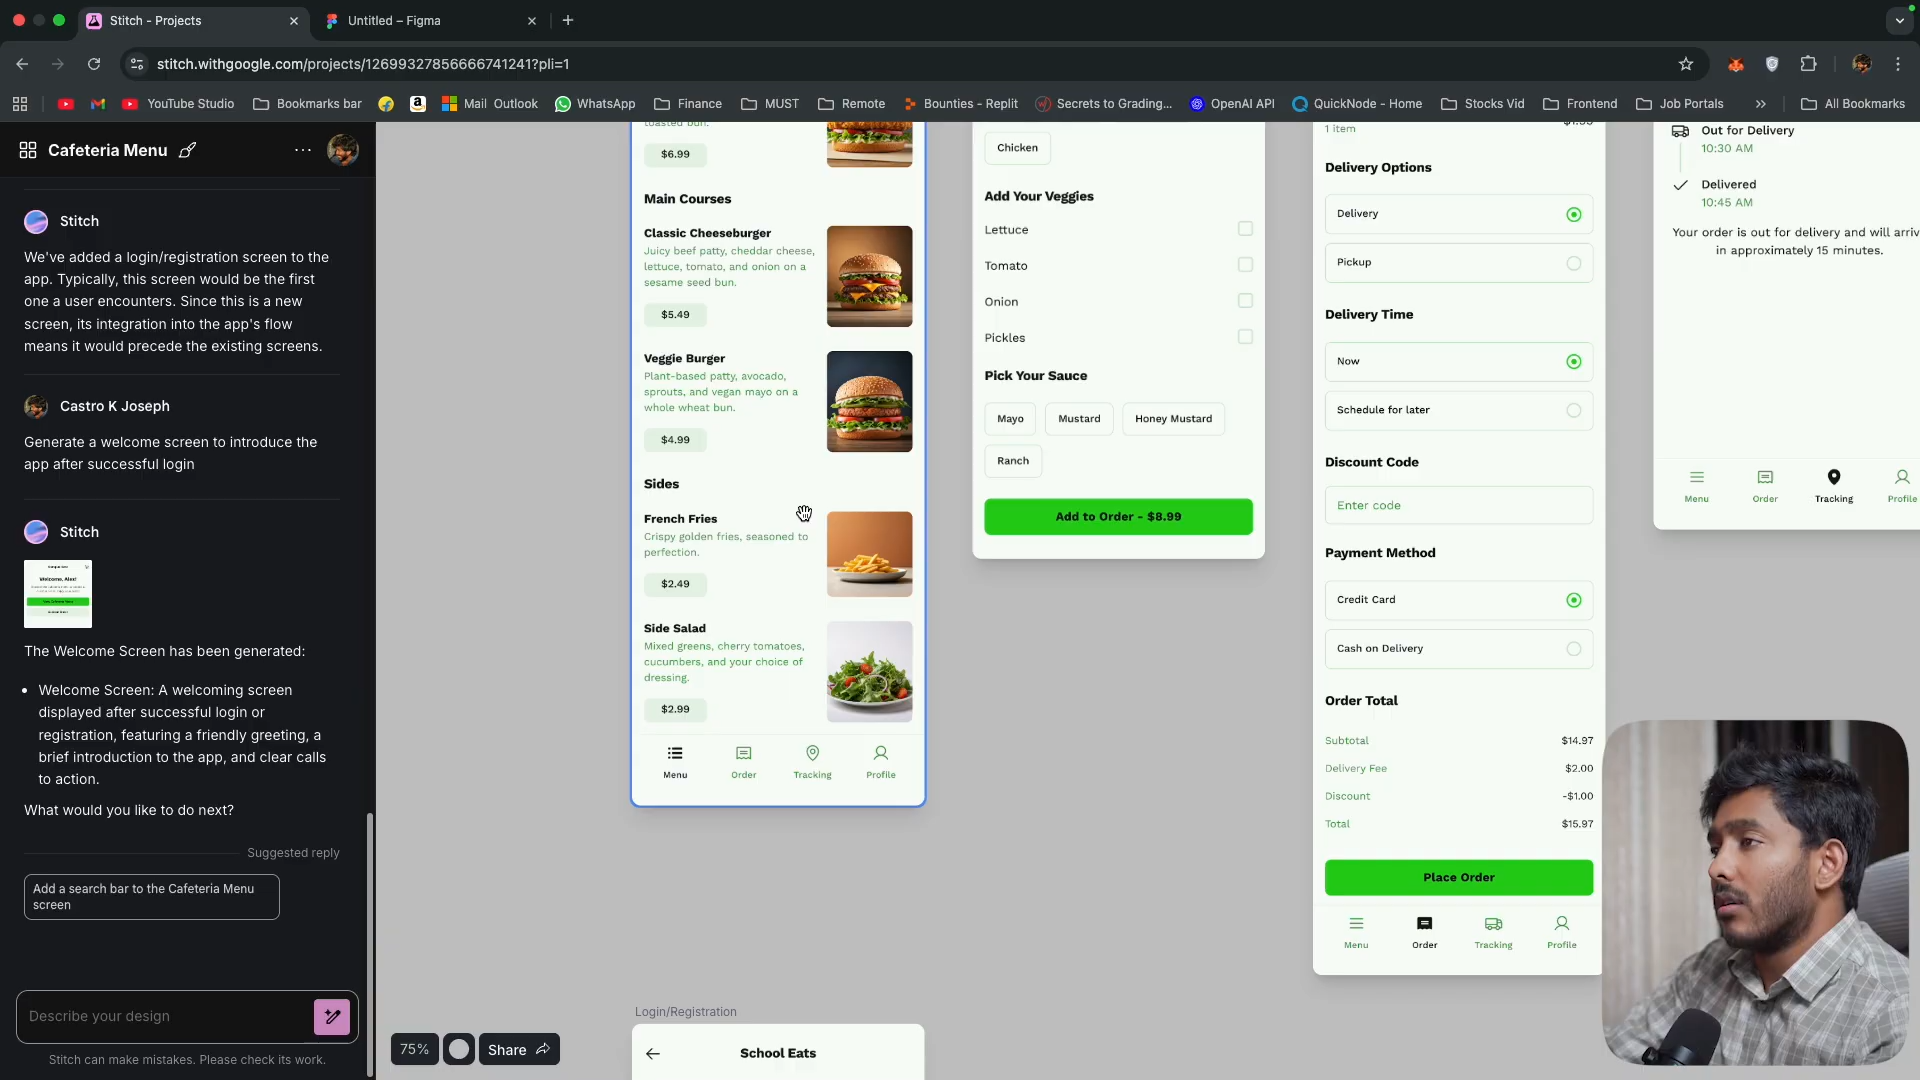 Stitch - Projects
Untitled – Figma
stitch.withgoogle.com/projects/12699327856666741241?pli=1
YouTube Studio
Bookmarks bar
Mail
Outlook
WhatsApp
Finance
MUST
Remote
Bounties - Replit
Secrets to Grading...
OpenAI API
QuickNode - Home
Stocks Vid
Frontend
Job Portals
All Bookmarks
Cafeteria Menu
Stitch
We've added a login/registration screen to the
app. Typically, this screen would be the first
one a user encounters. Since this is a new
screen, its integration into the app's flow
means it would precede the existing screens.
Castro K Joseph
Generate a welcome screen to introduce the
app after successful login
Stitch
Welcome, Alex!
The Welcome Screen has been generated:
• Welcome Screen: A welcoming screen
displayed after successful login or
registration, featuring a friendly greeting, a
brief introduction to the app, and clear calls
to action.
What would you like to do next?
Suggested reply
Add a search bar to the Cafeteria Menu
screen
Describe your design
Stitch can make mistakes. Please check its work.
75%
Share
toasted bun.
$6.99
Main Courses
Classic Cheeseburger
Juicy beef patty, cheddar cheese,
lettuce, tomato, and onion on a
sesame seed bun.
$5.49
Veggie Burger
Plant-based patty, avocado,
sprouts, and vegan mayo on a
whole wheat bun.
$4.99
Sides
French Fries
Crispy golden fries, seasoned to
perfection.
$2.49
Side Salad
Mixed greens, cherry tomatoes,
cucumbers, and your choice of
dressing.
$2.99
Menu
Order
Tracking
Profile
Login/Registration
School Eats
Chicken
Add Your Veggies
Lettuce
Tomato
Onion
Pickles
Pick Your Sauce
Mayo
Mustard
Honey Mustard
Ranch
Add to Order - $8.99
1 item
Delivery Options
Delivery
Pickup
Delivery Time
Now
Schedule for later
Discount Code
Enter code
Payment Method
Credit Card
Cash on Delivery
Order Total
Subtotal
$14.97
Delivery Fee
$2.00
Discount
-$1.00
Total
$15.97
Place Order
Menu
Order
Tracking
Profile
Out for Delivery
10:30 AM
Delivered
10:45 AM
Your order is out for delivery and will arriv
in approximately 15 minutes.
Menu
Order
Tracking
Profile